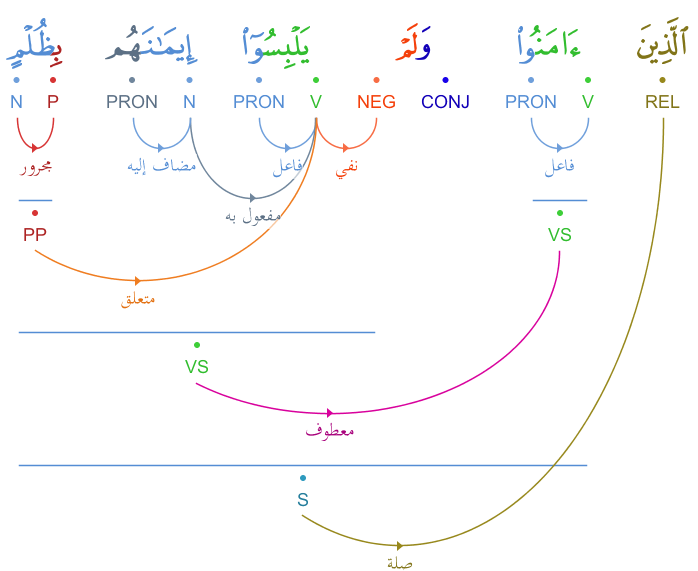 ٱلَّذِينَ ءَامَنُوا۟ وَلَمْ يَلْبِسُوٓا۟ إِيمَـٰنَهُم بِظُلْمٍ
REL V PRON CONJ NEG V PRON N PRON P N
فاعل نفي فاعل مضاف إليه مجرور
مفعول به
VS PP
متعلق
VS
معطوف
S
صلة